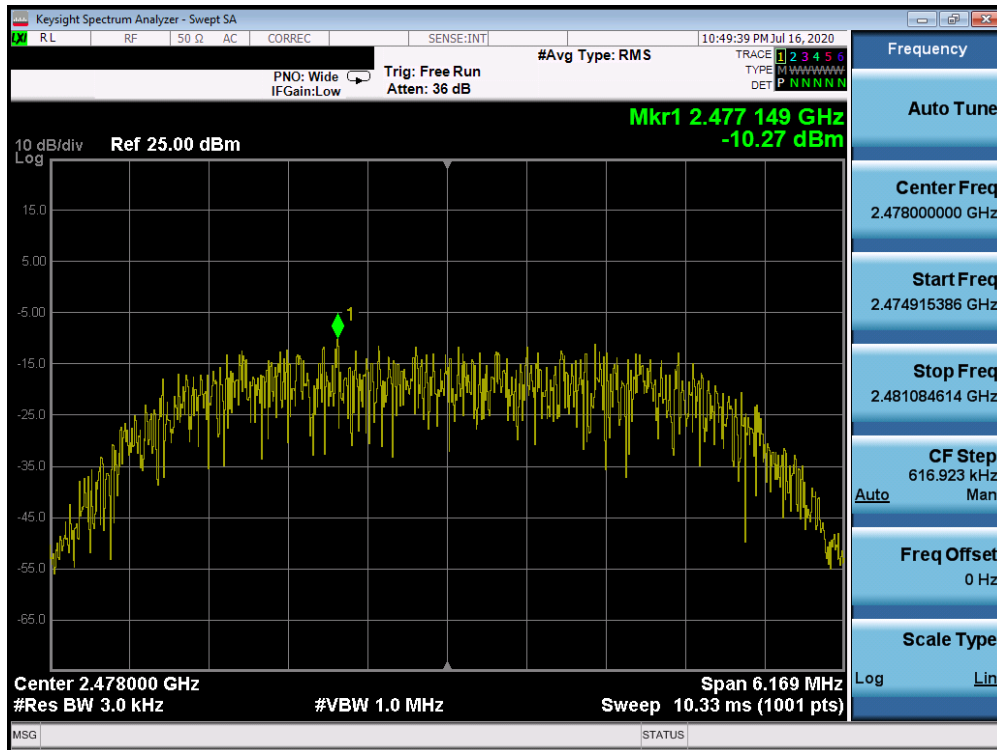 Keysight Spectrum Analyzer - Swept SA
LXI RL RF 50 Ω AC CORREC SENSE:INT 10:49:39 PM Jul 16, 2020
PNO: Wide
IFGain:Low
Trig: Free Run
Atten: 36 dB
#Avg Type: RMS
TRACE 1 2 3 4 5 6
TYPE M W W W W W
DET P N N N N N
Mkr1 2.477 149 GHz
-10.27 dBm
10 dB/div
Log
Ref 25.00 dBm
15.0
5.00
-5.00
-15.0
-25.0
-35.0
-45.0
-55.0
-65.0
1
Center 2.478000 GHz
Span 6.169 MHz
#Res BW 3.0 kHz
#VBW 1.0 MHz
Sweep 10.33 ms (1001 pts)
MSG
STATUS
Frequency
Auto Tune
Center Freq
2.478000000 GHz
Start Freq
2.474915386 GHz
Stop Freq
2.481084614 GHz
CF Step
616.923 kHz
Auto Man
Freq Offset
0 Hz
Scale Type
Log Lin